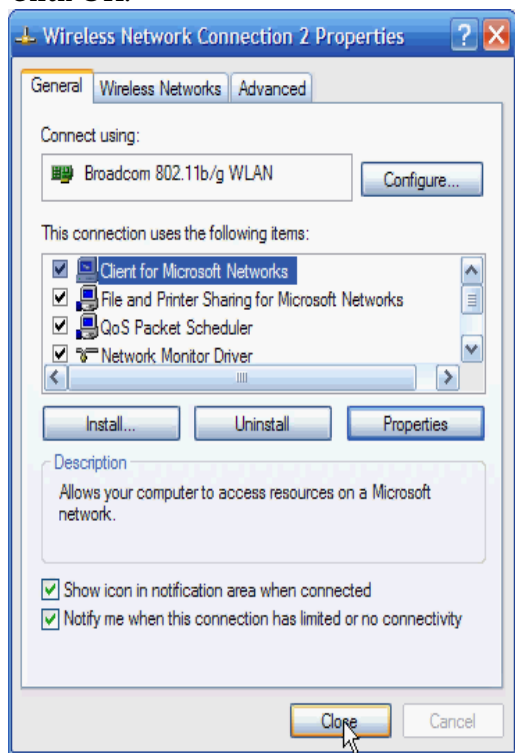 Wireless Network Connection 2 Properties
General Wireless Networks Advanced
Connect using:
Broadcom 802.11b/g WLAN Configure...
This connection uses the following items:
Client for Microsoft Networks
File and Printer Sharing for Microsoft Networks
QoS Packet Scheduler
Network Monitor Driver
Install... Uninstall Properties
Description
Allows your computer to access resources on a Microsoft
network.
Show icon in notification area when connected
Notify me when this connection has limited or no connectivity
Close Cancel